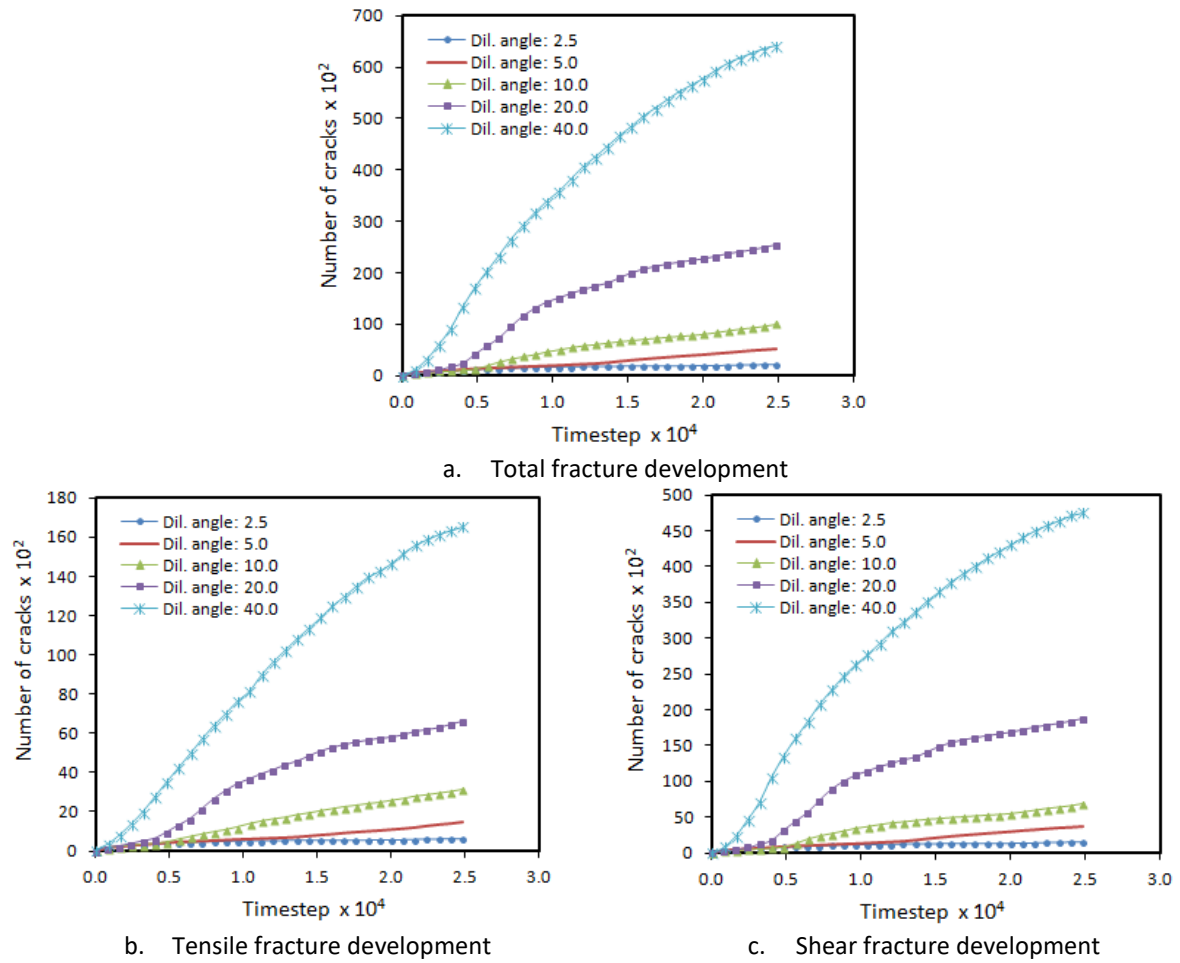 700
600
500
400
300
200
100
0
Number of cracks x 10²
Dil. angle: 2.5
Dil. angle: 5.0
Dil. angle: 10.0
Dil. angle: 20.0
Dil. angle: 40.0
0.0 0.5 1.0 1.5 2.0 2.5 3.0
Timestep x 10⁴
a. Total fracture development
180
160
140
120
100
80
60
40
20
0
Number of cracks x 10²
Dil. angle: 2.5
Dil. angle: 5.0
Dil. angle: 10.0
Dil. angle: 20.0
Dil. angle: 40.0
0.0 0.5 1.0 1.5 2.0 2.5 3.0
Timestep x 10⁴
b. Tensile fracture development
500
450
400
350
300
250
200
150
100
50
0
Number of cracks x 10²
Dil. angle: 2.5
Dil. angle: 5.0
Dil. angle: 10.0
Dil. angle: 20.0
Dil. angle: 40.0
0.0 0.5 1.0 1.5 2.0 2.5 3.0
Timestep x 10⁴
c. Shear fracture development